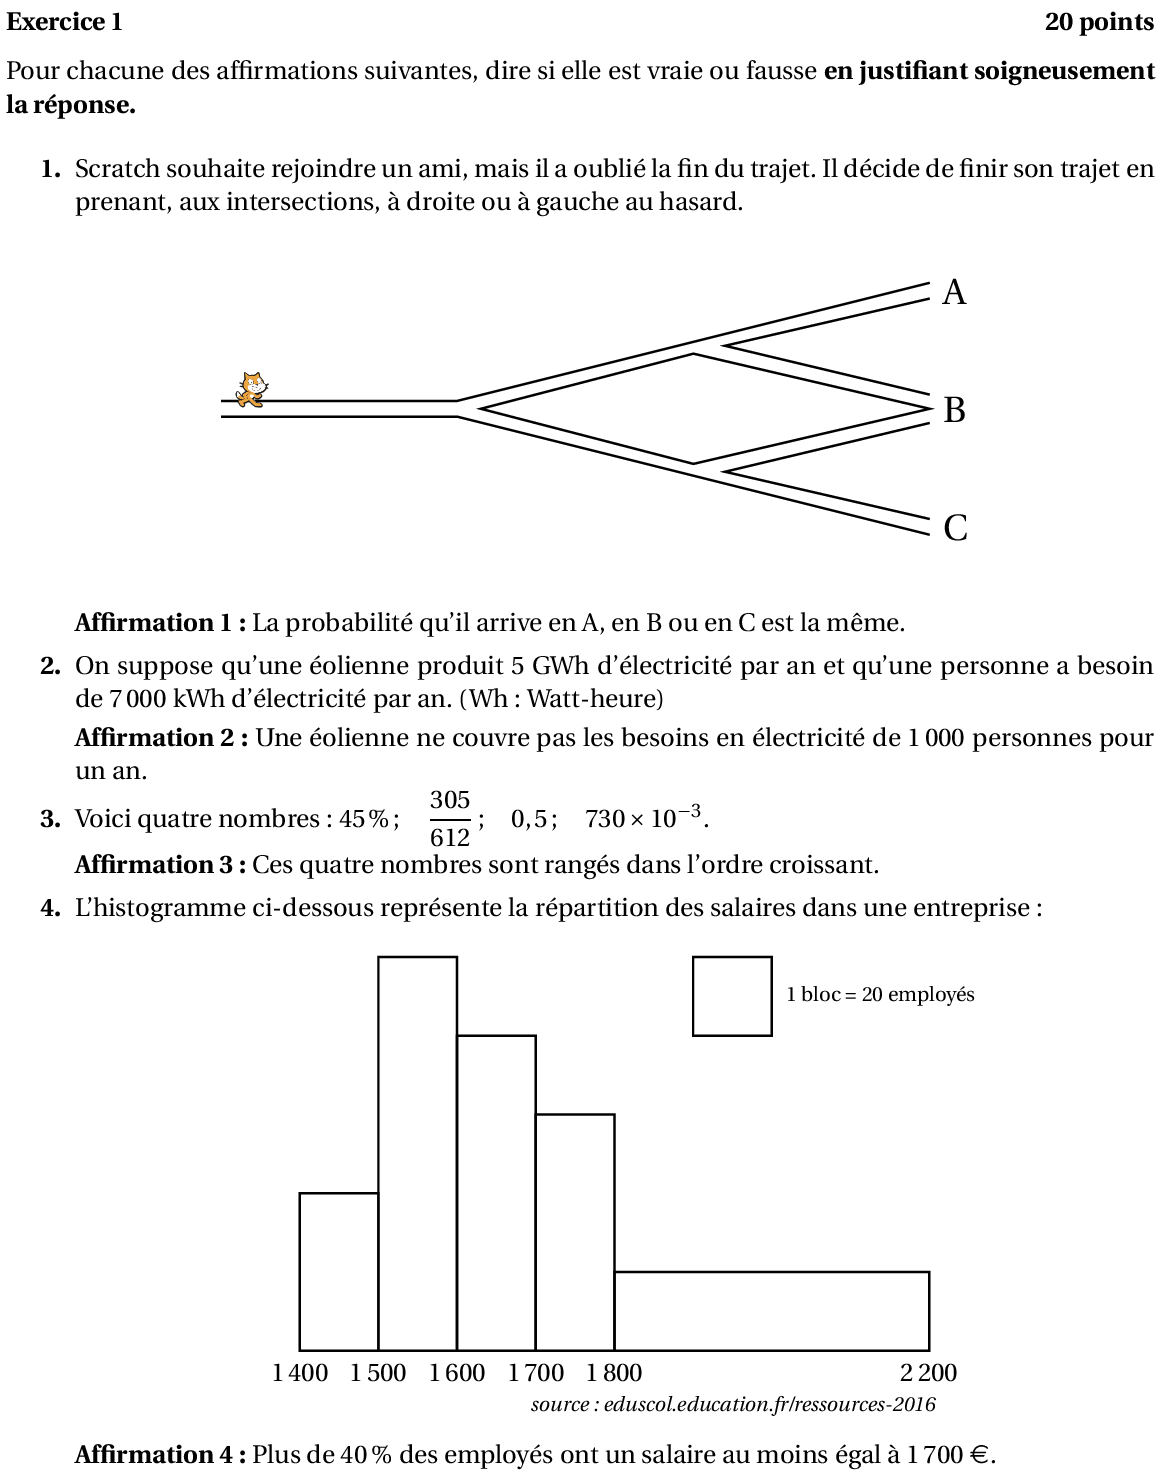 Exercice 1 20 points
Pour chacune des affirmations suivantes, dire si elle est vraie ou fausse en justifiant soigneusement
la réponse.
1. Scratch souhaite rejoindre un ami, mais il a oublié la fin du trajet. Il décide de finir son trajet en
prenant, aux intersections, à droite ou à gauche au hasard.
A
B
C
Affirmation 1 : La probabilité qu'il arrive en A, en B ou en C est la même.
2. On suppose qu'une éolienne produit 5 GWh d'électricité par an et qu'une personne a besoin
de 7 000 kWh d'électricité par an. (Wh : Watt-heure)
Affirmation 2 : Une éolienne ne couvre pas les besoins en électricité de 1 000 personnes pour
un an.
3. Voici quatre nombres : 45 % ; 305/612 ; 0,5 ; 730 × 10⁻³.
Affirmation 3 : Ces quatre nombres sont rangés dans l'ordre croissant.
4. L'histogramme ci-dessous représente la répartition des salaires dans une entreprise :
1 bloc = 20 employés
1 400 1 500 1 600 1 700 1 800 2 200
source : eduscol.education.fr/ressources-2016
Affirmation 4 : Plus de 40 % des employés ont un salaire au moins égal à 1 700 €.